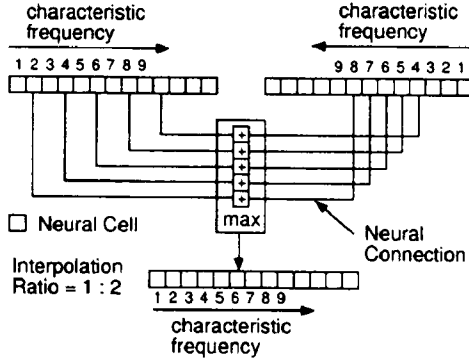 characteristic
frequency
1 2 3 4 5 6 7 8 9
characteristic
frequency
9 8 7 6 5 4 3 2 1
+
+
+
+
+
max
Neural Cell
Neural
Connection
Interpolation
Ratio = 1 : 2
1 2 3 4 5 6 7 8 9
characteristic
frequency